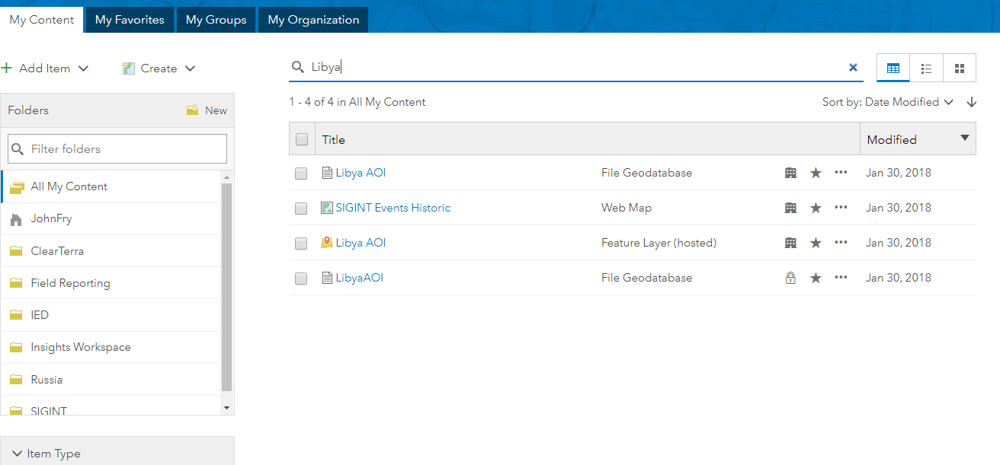 My Content My Favorites My Groups My Organization
Add Item Create
Libya
Folders New
Filter folders
All My Content
JohnFry
ClearTerra
Field Reporting
IED
Insights Workspace
Russia
SIGINT
Item Type
1 - 4 of 4 in All My Content Sort by: Date Modified
Title Modified
Libya AOI File Geodatabase Jan 30, 2018
SIGINT Events Historic Web Map Jan 30, 2018
Libya AOI Feature Layer (hosted) Jan 30, 2018
LibyaAOI File Geodatabase Jan 30, 2018